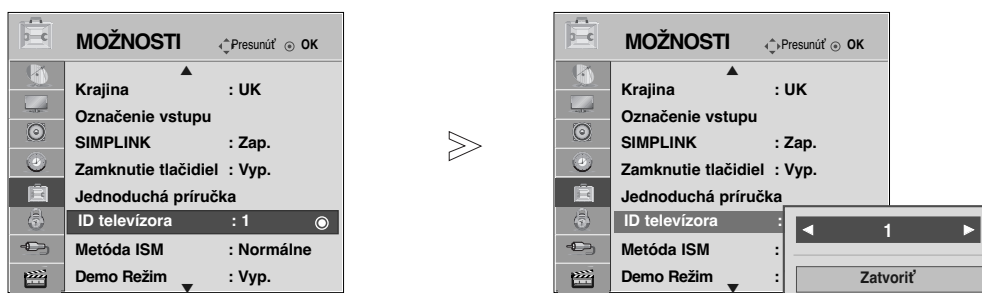 MOŽNOSTI Presunúť OK
Krajina : UK
Označenie vstupu
SIMPLINK : Zap.
Zamknutie tlačidiel : Vyp.
Jednoduchá príručka
ID televízora : 1
Metóda ISM : Normálne
Demo Režim : Vyp.
MOŽNOSTI Presunúť OK
Krajina : UK
Označenie vstupu
SIMPLINK : Zap.
Zamknutie tlačidiel : Vyp.
Jednoduchá príručka
ID televízora :
1
Metóda ISM :
Demo Režim :
Zatvoriť